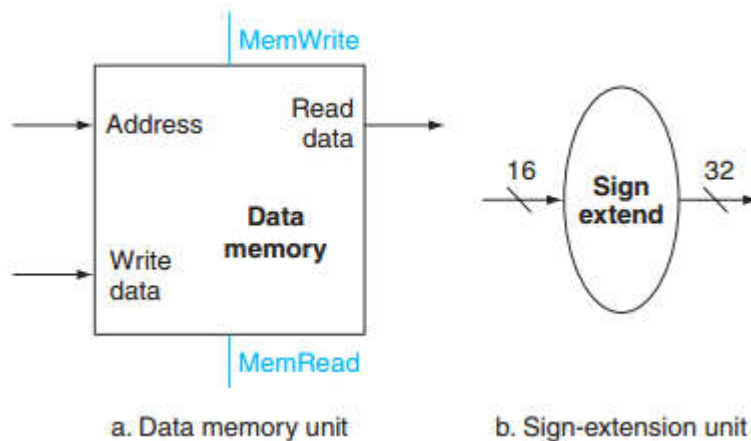 MemWrite
Address
Read
data
Data
memory
Write
data
MemRead
a. Data memory unit
16
Sign
extend
32
b. Sign-extension unit